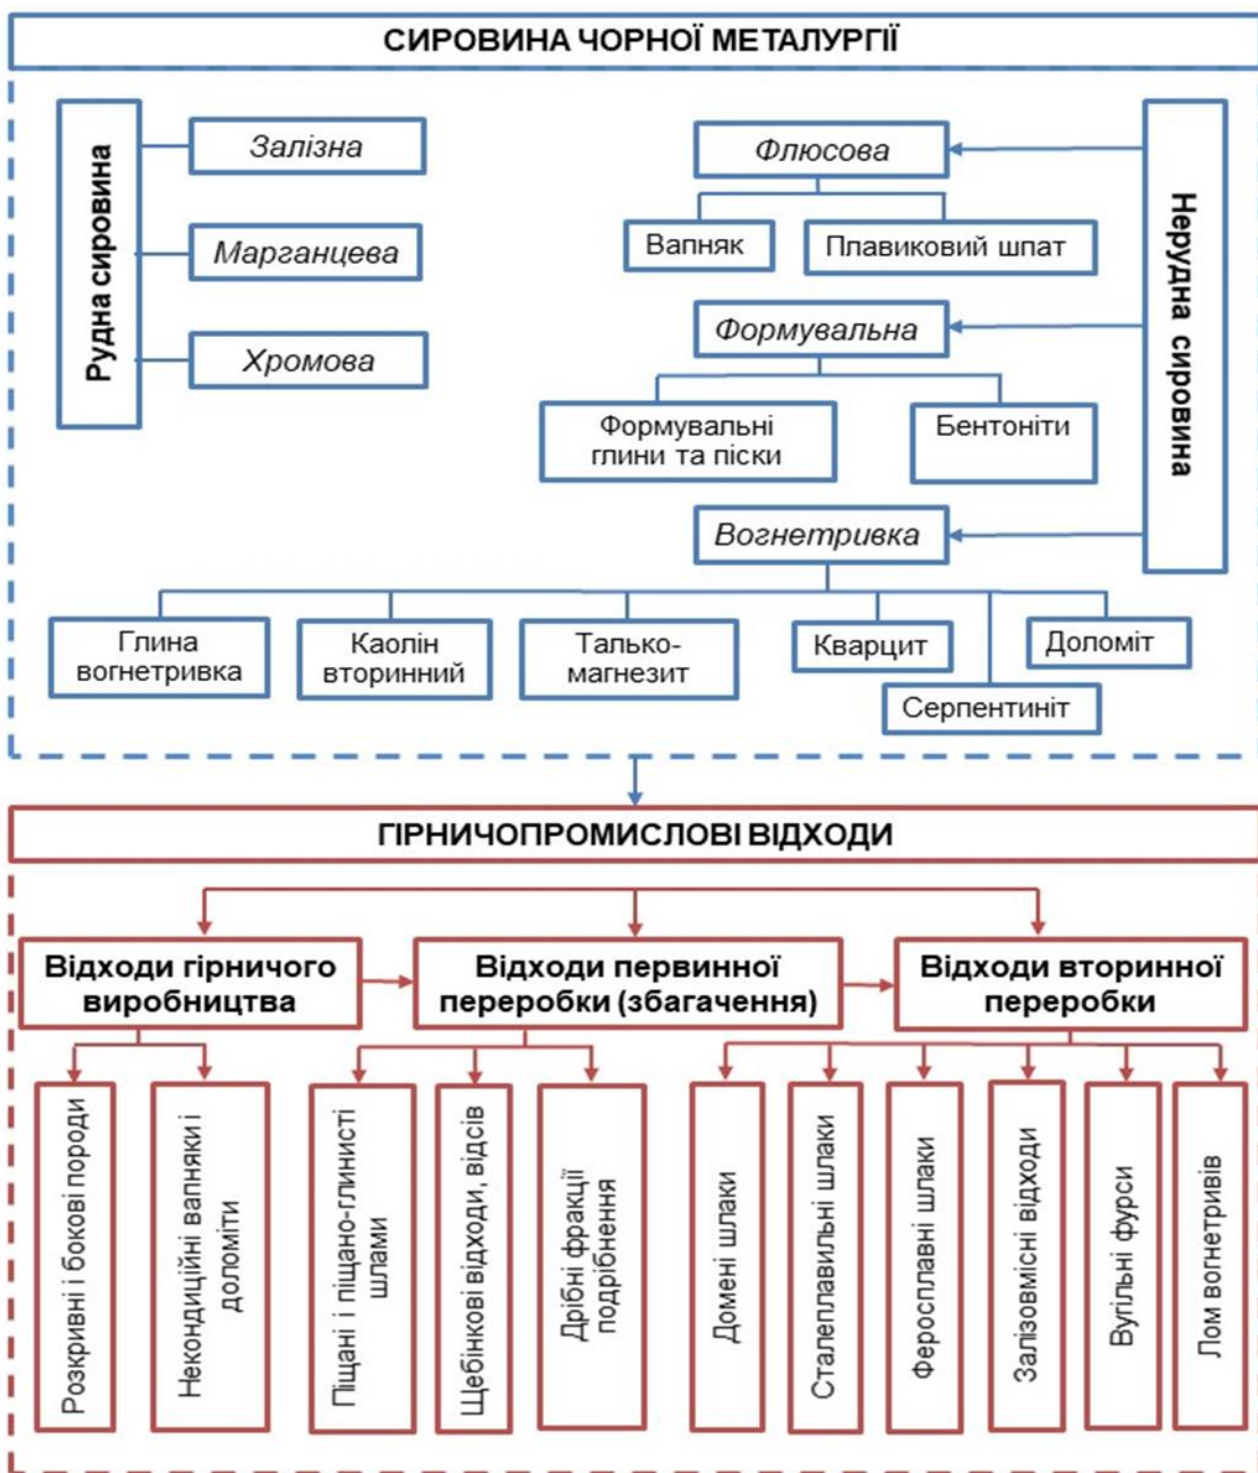 СИРОВИНА ЧОРНОЇ МЕТАЛУРГІЇ
Рудна сировина
Залізна
Марганцева
Хромова
Нерудна сировина
Флюсова
Вапняк
Плавиковий шпат
Формувальна
Формувальні
глини та піски
Бентоніти
Вогнетривка
Глина
вогнетривка
Каолін
вторинний
Талько-
магнезит
Кварцит
Серпентиніт
Доломіт
ГІРНИЧОПРОМИСЛОВІ ВІДХОДИ
Відходи гірничого
виробництва
Відходи первинної
переробки (збагачення)
Відходи вторинної
переробки
Розкривні і бокові породи
Некондиційні вапняки і
доломіти
Піщані і піщано-глинисті
шлами
Щебінкові відходи, відсів
Дрібні фракції
подрібнення
Домені шлаки
Сталеплавильні шлаки
Феросплавні шлаки
Залізовмісні відходи
Вугільні фурси
Лом вогнетривів